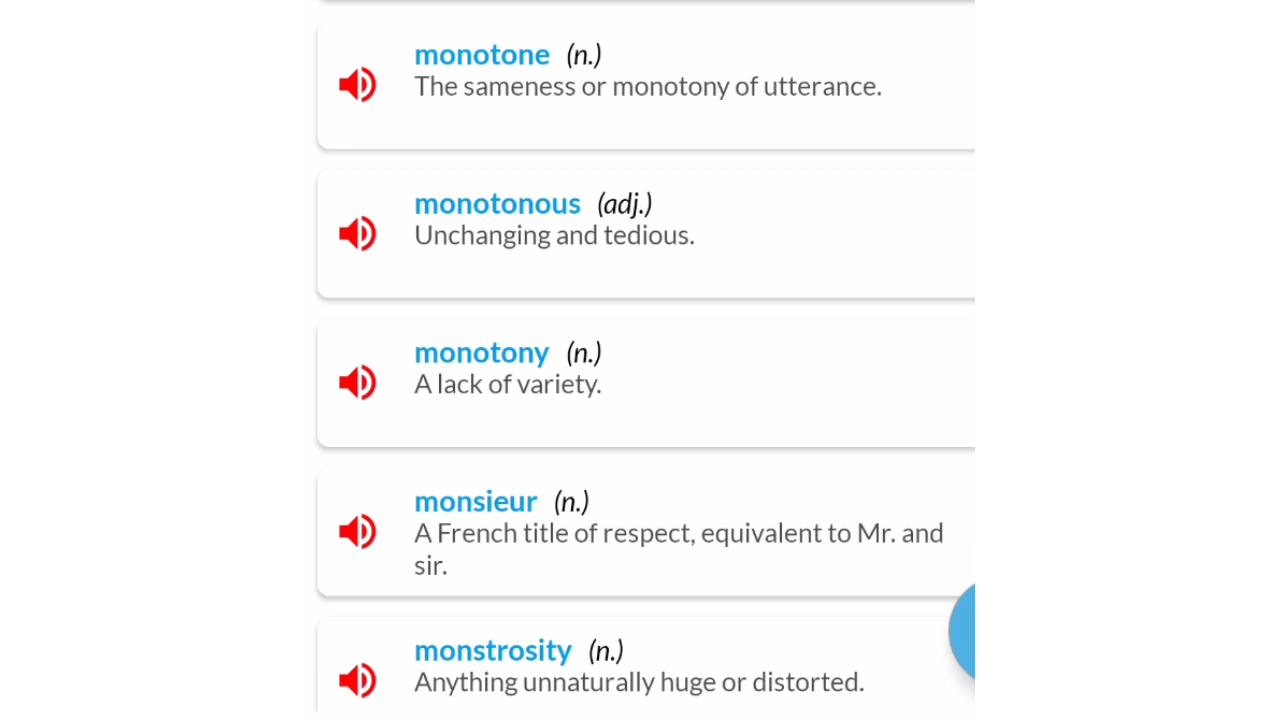 monotone (n.)
The sameness or monotony of utterance.
monotonous (adj.)
Unchanging and tedious.
monotony (n.)
A lack of variety.
monsieur (n.)
A French title of respect, equivalent to Mr. and
sir.
monstrosity (n.)
Anything unnaturally huge or distorted.